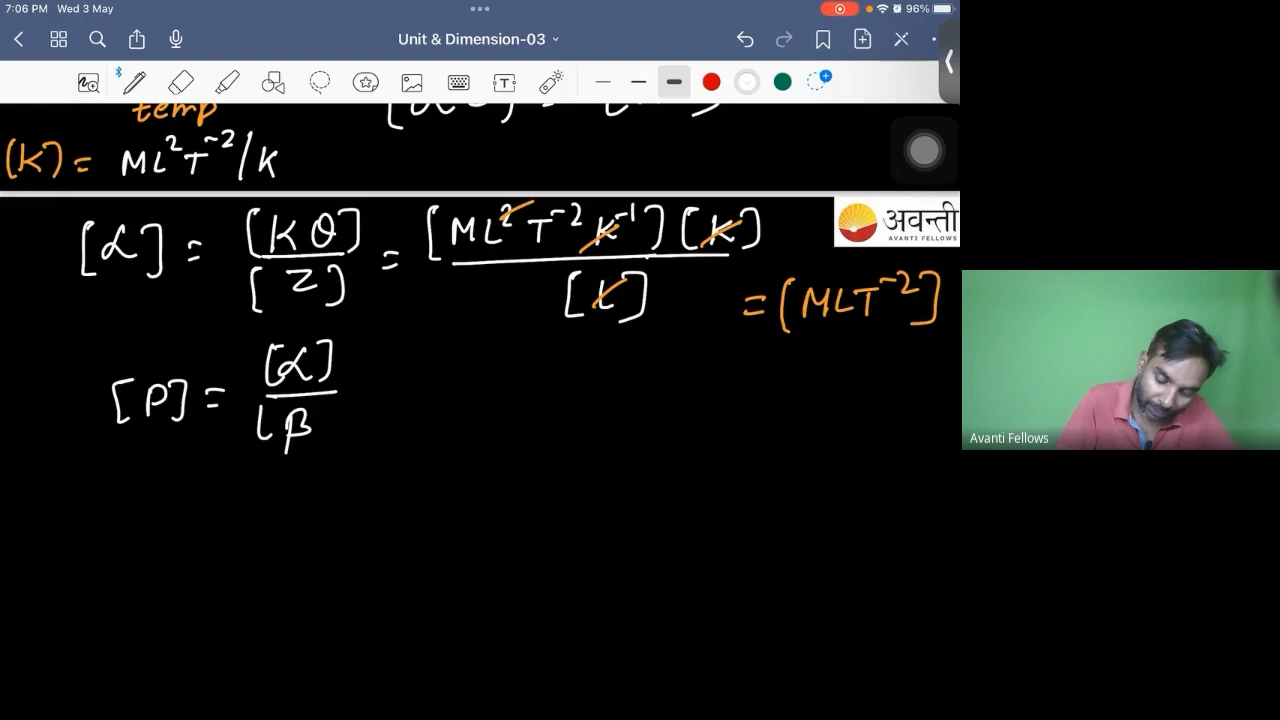 7:06 PM Wed 3 May
96%
Unit & Dimension-03
temp
(K) = ML²T⁻²/K
अवन्ती
AVANTI FELLOWS
[α] = [K θ] / [Z] = [ML²T⁻²K⁻¹] [K] / [L] = [MLT⁻²]
[P] = [α] / [β
Avanti Fellows